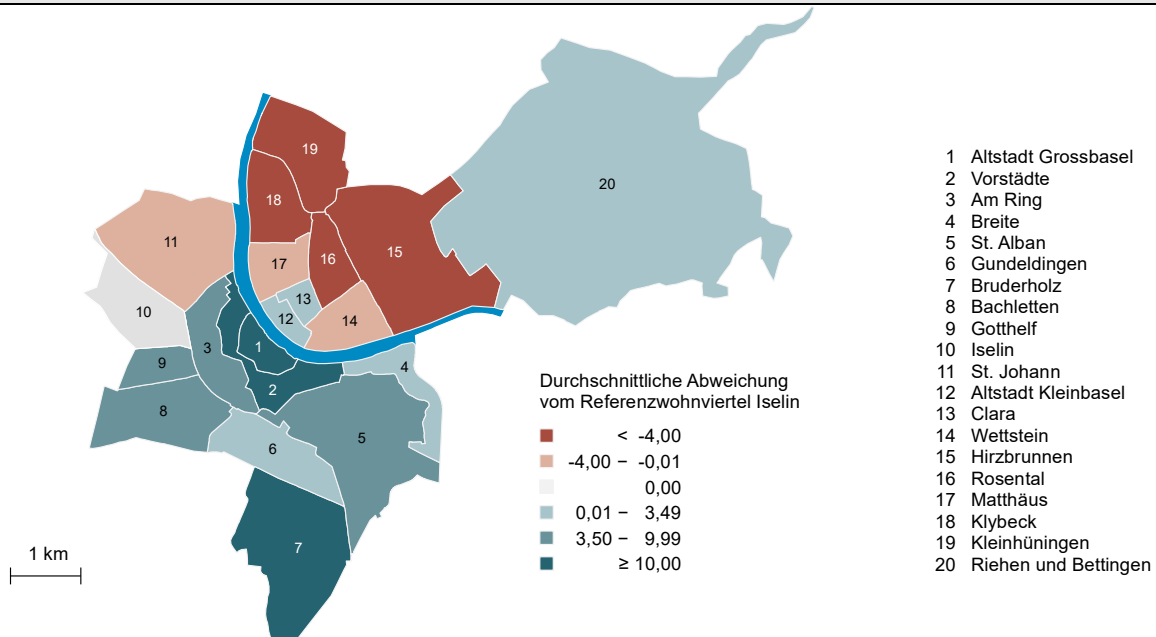 19
20
18
11
15
16
17
13
10
12
14
3
1
9
4
2
8
5
6
7
1 km
Durchschnittliche Abweichung
vom Referenzwohnviertel Iselin
< -4,00
-4,00 – -0,01
0,00
0,01 – 3,49
3,50 – 9,99
≥ 10,00
1 Altstadt Grossbasel
2 Vorstädte
3 Am Ring
4 Breite
5 St. Alban
6 Gundeldingen
7 Bruderholz
8 Bachletten
9 Gotthelf
10 Iselin
11 St. Johann
12 Altstadt Kleinbasel
13 Clara
14 Wettstein
15 Hirzbrunnen
16 Rosental
17 Matthäus
18 Klybeck
19 Kleinhüningen
20 Riehen und Bettingen